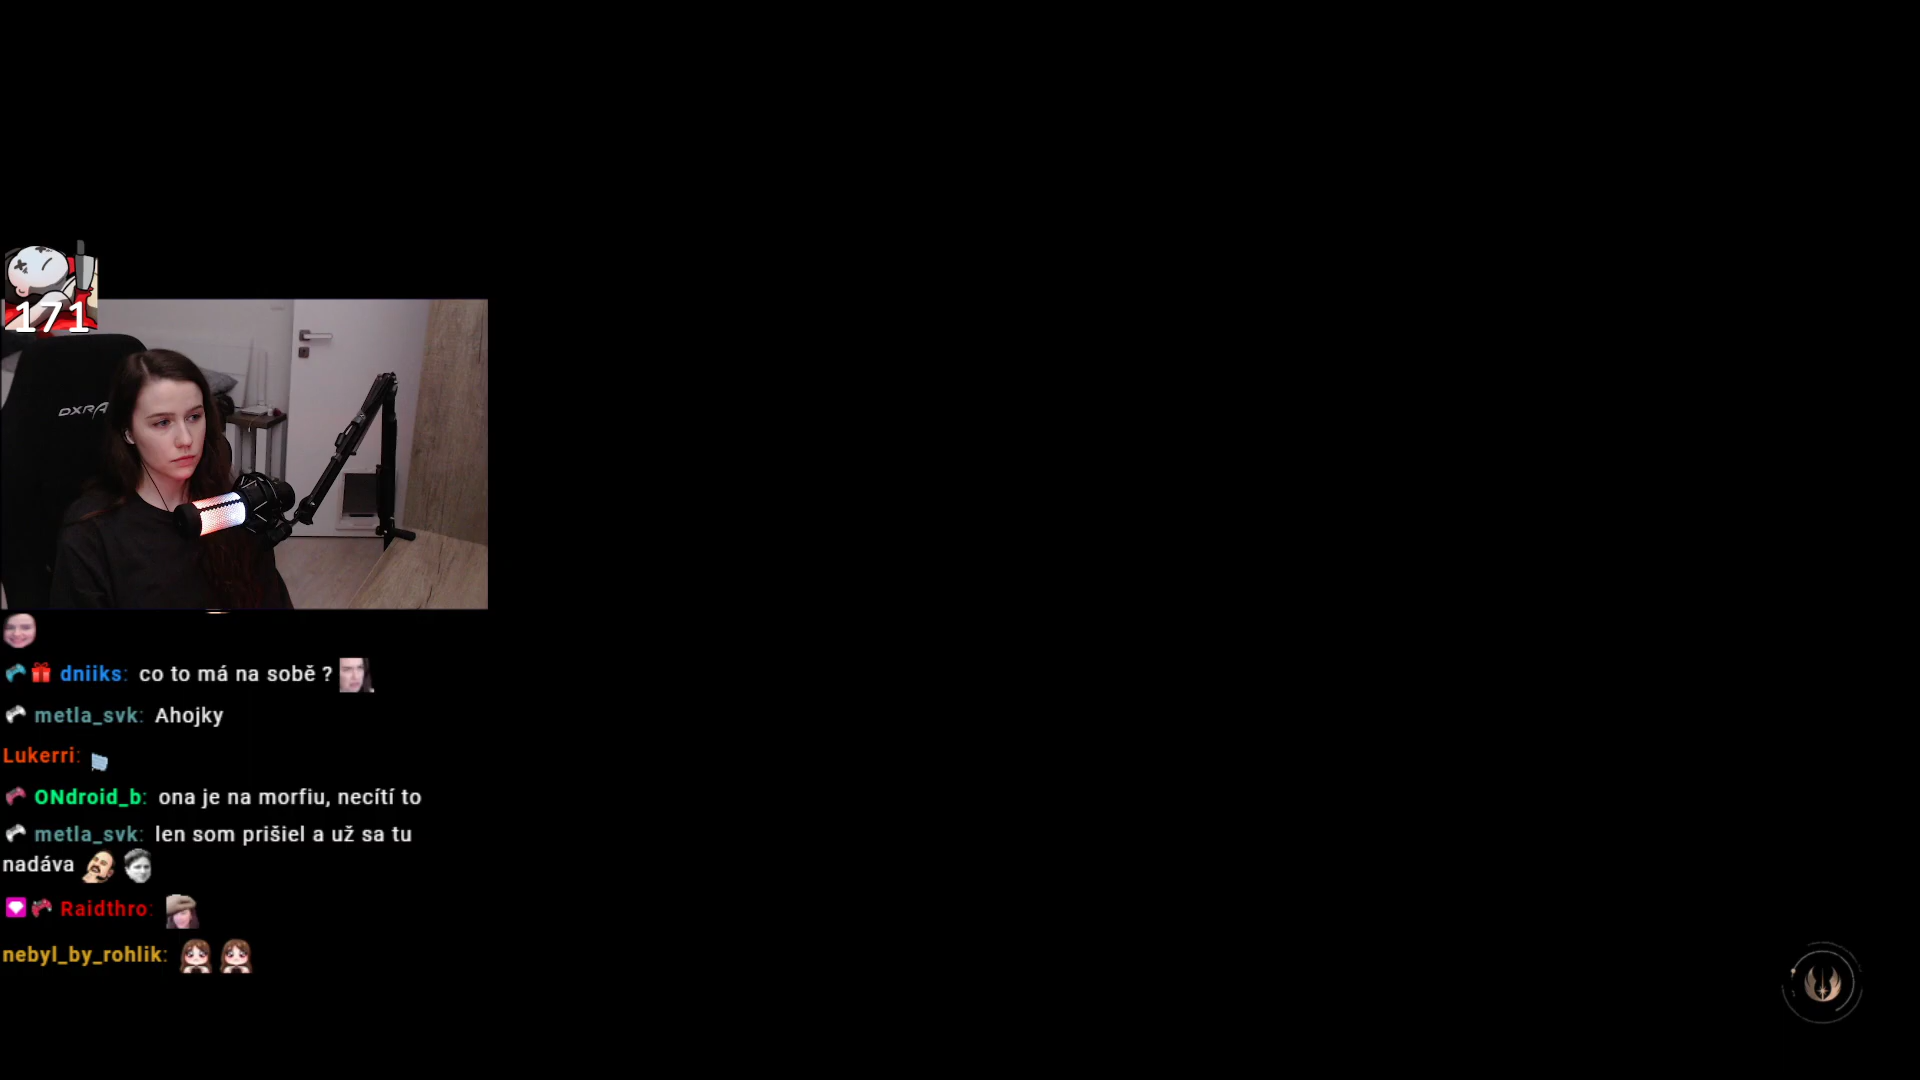 171
DXRA
dniiks: co to má na sobě ?
metla_svk: Ahojky
Lukerri:
ONdroid_b: ona je na morfiu, necítí to
metla_svk: len som prišiel a už sa tu
nadáva
Raidthro:
nebyl_by_rohlik: